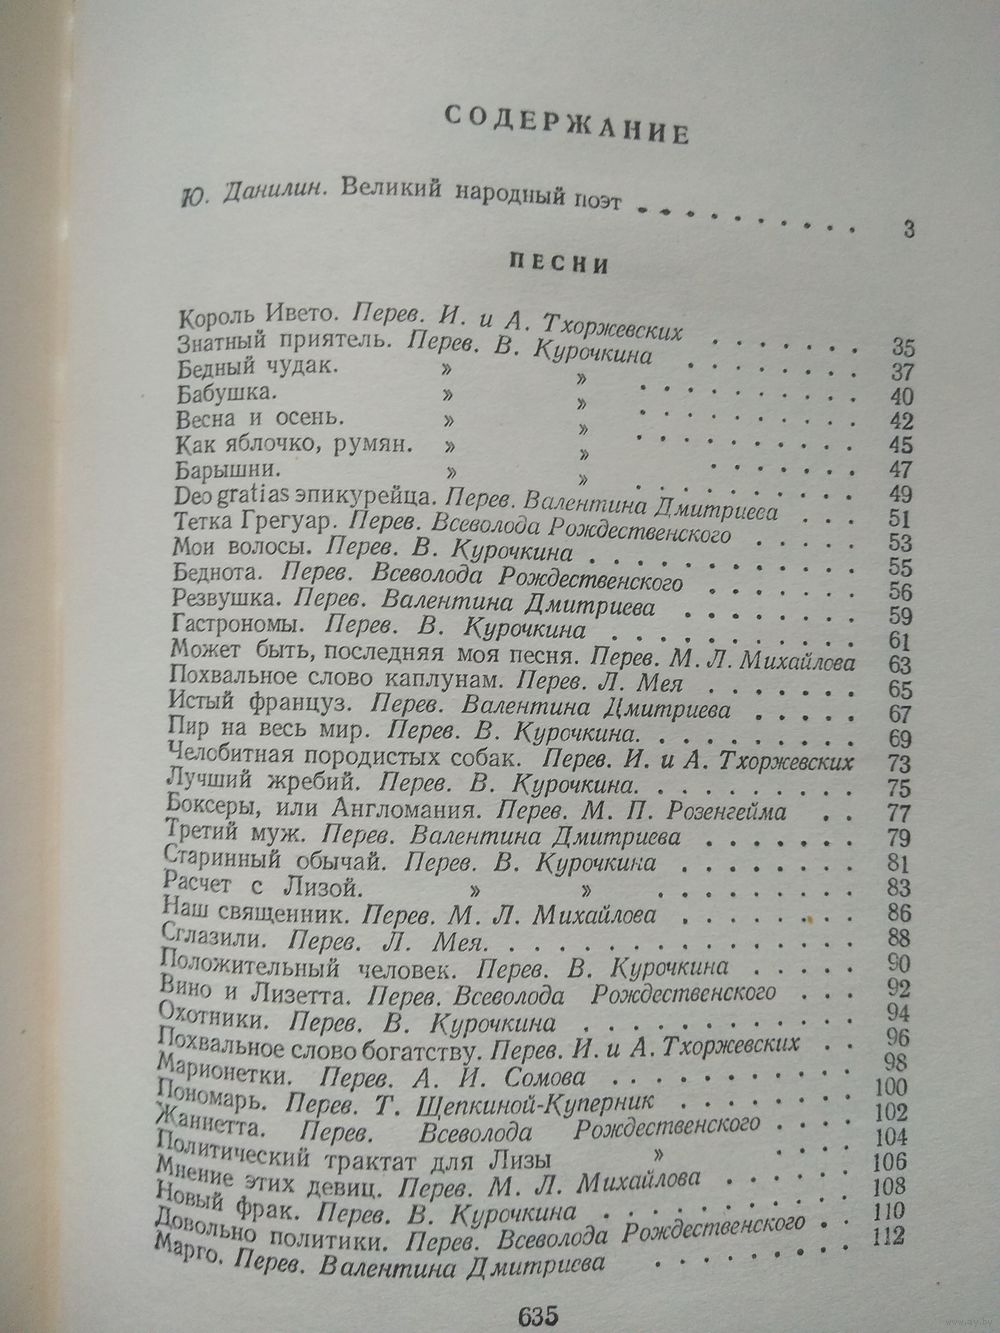 СОДЕРЖАНИЕ
Ю. Данилин. Великий народный поэт . . . . . . . . . . 3
ПЕСНИ
Король Ивето. Перев. И. и А. Тхоржевских . . . . . . . 35
Знатный приятель. Перев. В. Курочкина . . . . . . . . 37
Бедный чудак. » » . . . . . . . . . 40
Бабушка. » » . . . . . . . . . 42
Весна и осень. » » . . . . . . . . . 45
Как яблочко, румян. » » . . . . . . 47
Барышни. » » . . . . . . . . . 49
Deo gratias эпикурейца. Перев. Валентина Дмитриева . . . 51
Тетка Грегуар. Перев. Всеволода Рождественского . . . . . 53
Мои волосы. Перев. В. Курочкина . . . . . . . . . . . 55
Беднота. Перев. Всеволода Рождественского . . . . . . . 56
Резвушка. Перев. Валентина Дмитриева . . . . . . . 59
Гастрономы. Перев. В. Курочкина . . . . . . . . . . 61
Может быть, последняя моя песня. Перев. М. Л. Михайлова 63
Похвальное слово каплунам. Перев. Л. Мея . . . . . . . 65
Истый француз. Перев. Валентина Дмитриева . . . . . 67
Пир на весь мир. Перев. В. Курочкина. . . . . . . . . 69
Челобитная породистых собак. Перев. И. и А. Тхоржевских 73
Лучший жребий. Перев. В. Курочкина. . . . . . . . . 75
Боксеры, или Англомания. Перев. М. П. Розенгейма . . 77
Третий муж. Перев. Валентина Дмитриева . . . . . . . 79
Старинный обычай. Перев. В. Курочкина . . . . . . . 81
Расчет с Лизой. » » . . . . . . . . 83
Наш священник. Перев. М. Л. Михайлова . . . . . . . 86
Сглазили. Перев. Л. Мея. . . . . . . . . . . . . . . 88
Положительный человек. Перев. В. Курочкина . . . . . 90
Вино и Лизетта. Перев. Всеволода Рождественского . . . 92
Охотники. Перев. В. Курочкина . . . . . . . . . . . 94
Похвальное слово богатству. Перев. И. и А. Тхоржевских . . 96
Марионетки. Перев. А. И. Сомова . . . . . . . . . . 98
Пономарь. Перев. Т. Щепкиной-Куперник . . . . . . . 100
Жаннетта. Перев. Всеволода Рождественского . . . . 102
Политический трактат для Лизы » . . . . 104
Мнение этих девиц. Перев. М. Л. Михайлова . . . . . . 106
Новый фрак. Перев. В. Курочкина . . . . . . . . . . 108
Довольно политики. Перев. Всеволода Рождественского . . 110
Марго. Перев. Валентина Дмитриева . . . . . . . . 112
635
www.ay.by